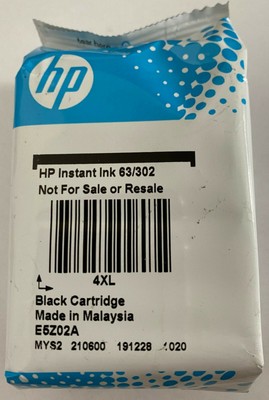 hp
HP Instant Ink 63/302
Not For Sale or Resale
4XL
Black Cartridge
Made in Malaysia
E5Z02A
MYS2 210600 191228 1020